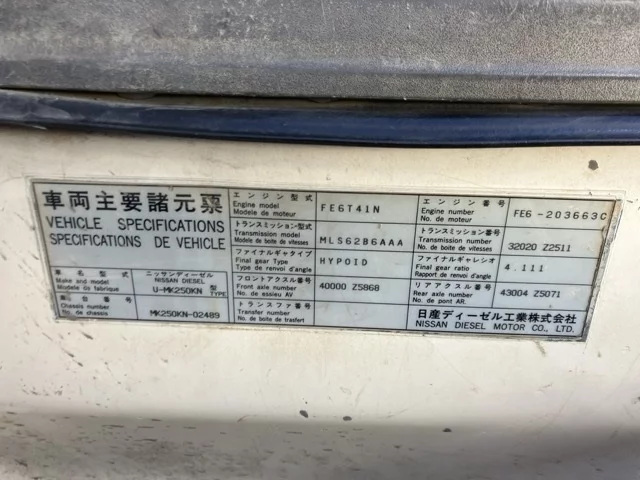 車両主要諸元票
VEHICLE SPECIFICATIONS
SPECIFICATIONS DE VEHICLE
車名型式
Make and model
Modele de fabrique
ニッサンディーゼル
NISSAN DIESEL
U-MK250KN 型
TYPE
車台番号
Chassis number
No. de chassis
MK250KN-02489
エンジン型式
Engine model
Modele de moteur
FE6T41N
トランスミッション型式
Transmission model
Modele de boite de vitesses
MLS62B6AAA
ファイナルギヤタイプ
Final gear Type
Type de renvoi
HYPOID
フロントアクスル番号
Front axle number
No. de essieu AV
40000 Z5868
トランスファ番号
Transfer number
No de boite de trasfert
エンジン番号
Engine number
No. de moteur
FE6-203663C
トランスミッション番号
Transmission number
No. de boite de vitesses
32020 Z2511
ファイナルギャレシオ
Final gear ratio
Rapport de renvoi
4.111
リアアクスル番号
Rear axle number
No. de pont AR.
43004 Z5071
日産ディーゼル工業株式会社
NISSAN DIESEL MOTOR CO., LTD.